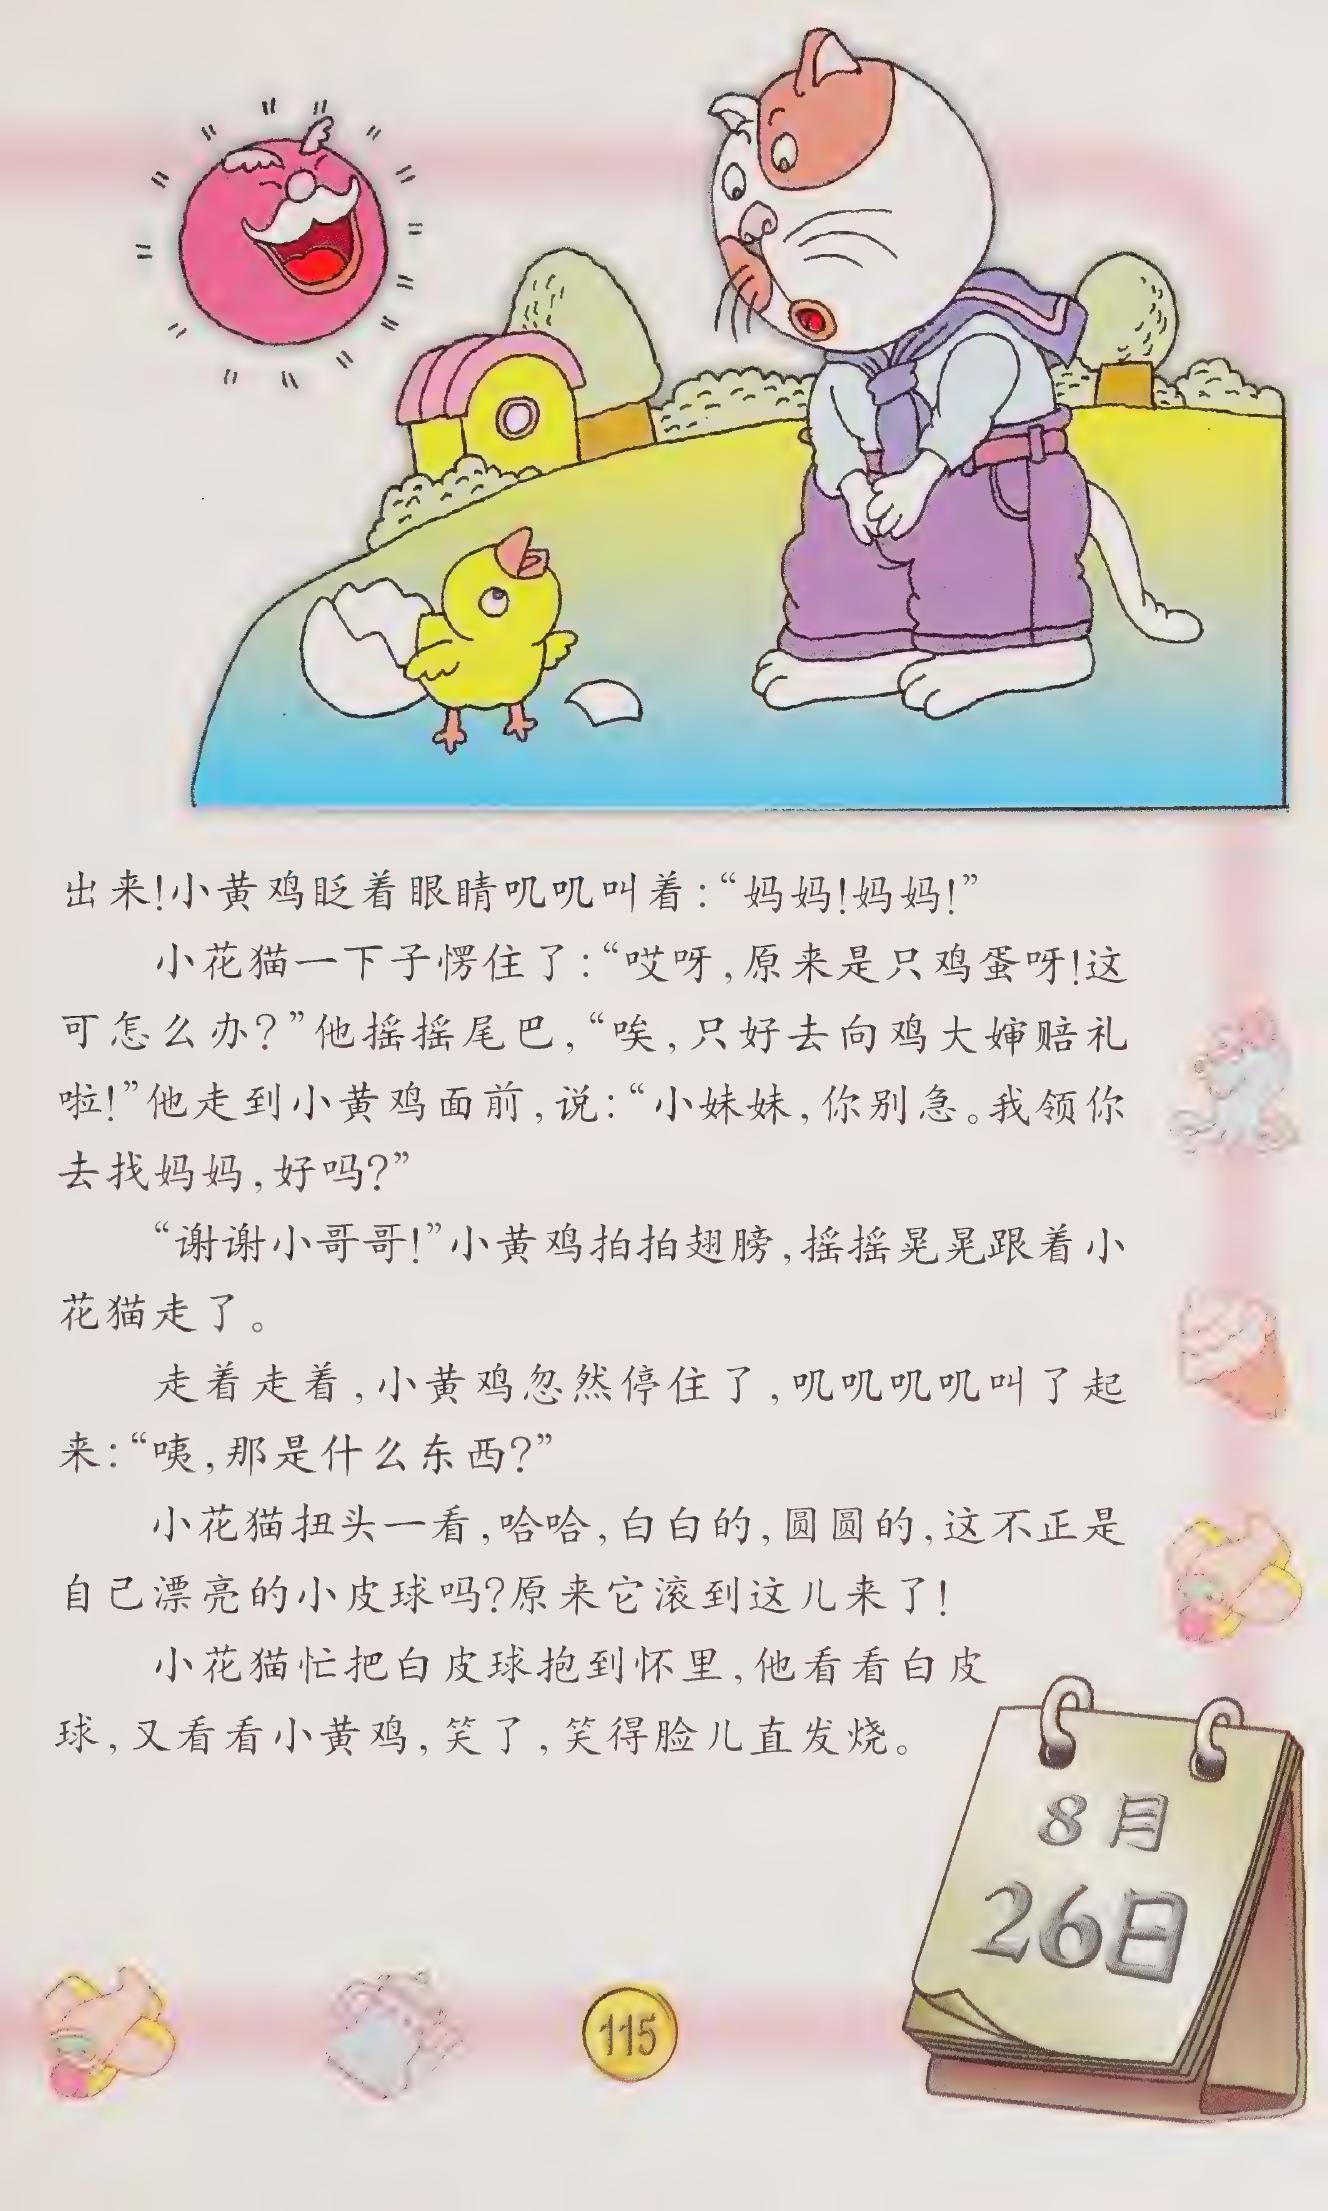 出来！小黄鸡眨着眼睛叽叽叫着：“妈妈！妈妈！”
小花猫一下子愣住了：“哎呀，原来是只鸡蛋呀！这
可怎么办？”他摇摇尾巴，“唉，只好去向鸡大婶赔礼
啦！”他走到小黄鸡面前，说：“小妹妹，你别急。我领你
去找妈妈，好吗？”
“谢谢小哥哥！”小黄鸡拍拍翅膀，摇摇晃晃跟着小
花猫走了。
走着走着，小黄鸡忽然停住了，叽叽叽叽叫了起
来：“咦，那是什么东西？”
小花猫扭头一看，哈哈，白白的，圆圆的，这不正是
自己漂亮的小皮球吗？原来它滚到这儿来了！
小花猫忙把白皮球抱到怀里，他看看白皮
球，又看看小黄鸡，笑了，笑得脸儿直发烧。
8月
26日
115